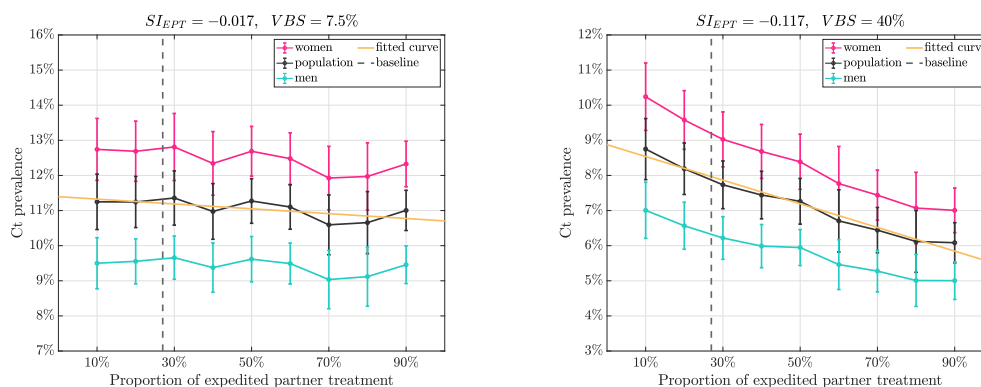 SI_EPT = −0.017, VBS = 7.5%
16%
15%
14%
13%
12%
11%
10%
9%
8%
7%
Ct prevalence
women
fitted curve
population
baseline
men
10%
30%
50%
70%
90%
Proportion of expedited partner treatment
SI_EPT = −0.117, VBS = 40%
12%
11%
10%
9%
8%
7%
6%
5%
4%
3%
Ct prevalence
women
fitted curve
population
baseline
men
10%
30%
50%
70%
90%
Proportion of expedited partner treatment